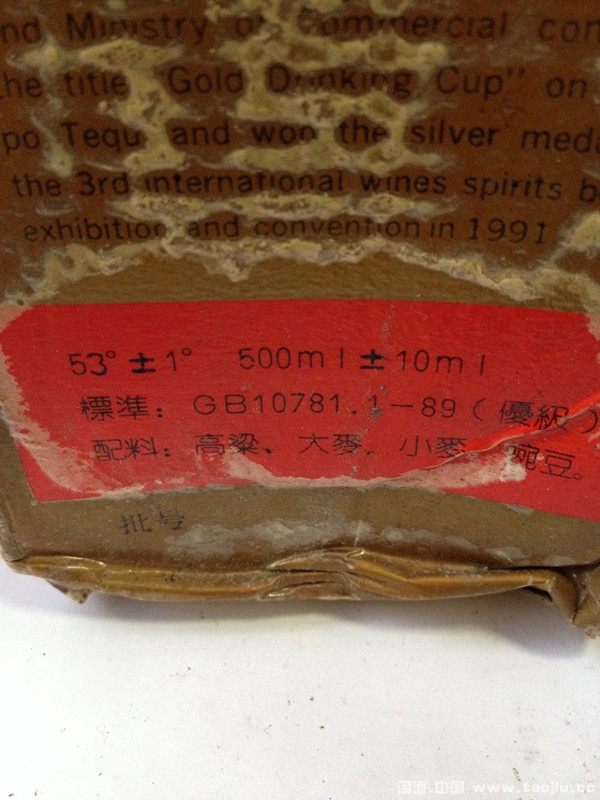 nd Ministry of Commercial con
the title "Gold Drinking Cup" on
po Tequ and woo the silver meda
the 3rd international wines spirits b
exhibition and convention in 1991
53°±1° 500ml±10ml
標準：GB10781.1－89（優級）
配料：高粱、大麥、小麥、豌豆。
批号
淘酒.中国 www.taojiu.cc